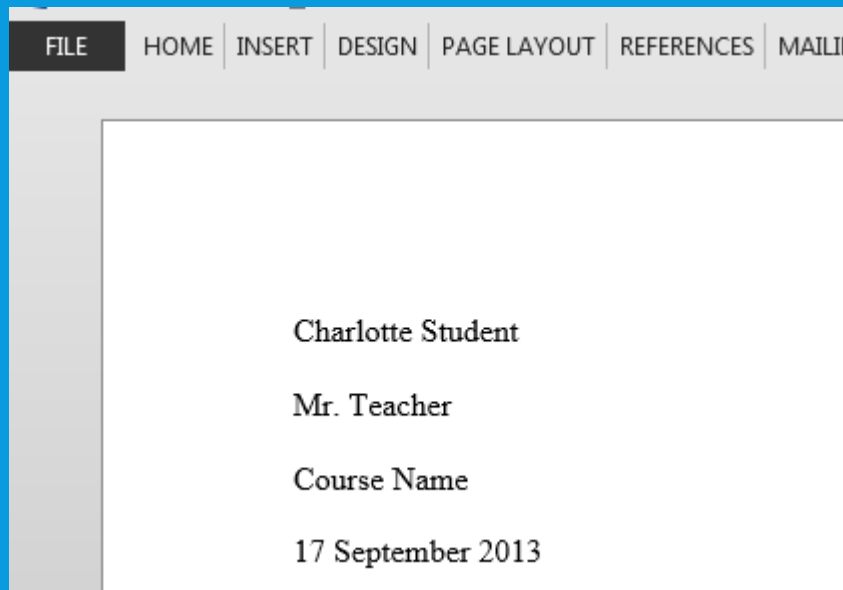 FILE HOME INSERT DESIGN PAGE LAYOUT REFERENCES
Charlotte Student
Mr. Teacher
Course Name
17 September 2013